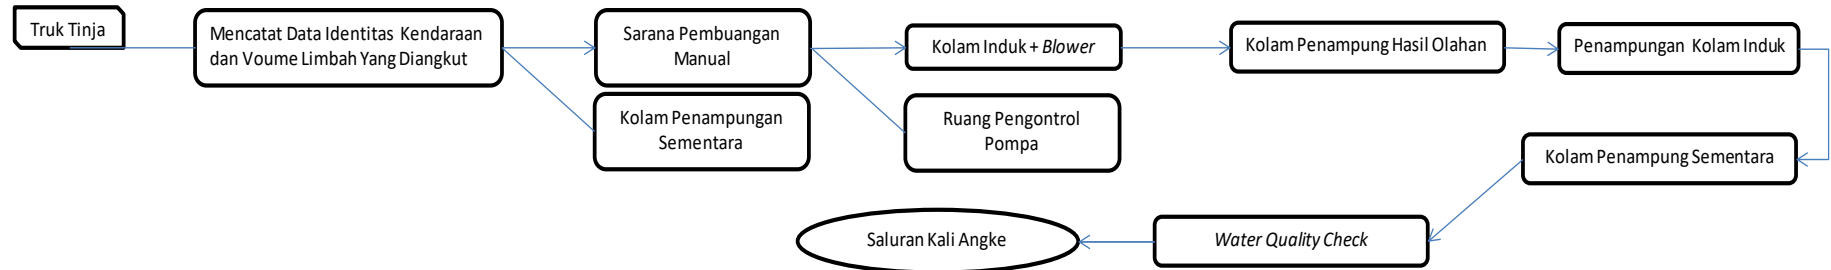 Truk Tinja
Mencatat Data Identitas Kendaraan
dan Voume Limbah Yang Diangkut
Sarana Pembuangan
Manual
Kolam Penampungan
Sementara
Kolam Induk + Blower
Ruang Pengontrol
Pompa
Kolam Penampung Hasil Olahan
Penampungan Kolam Induk
Kolam Penampung Sementara
Water Quality Check
Saluran Kali Angke